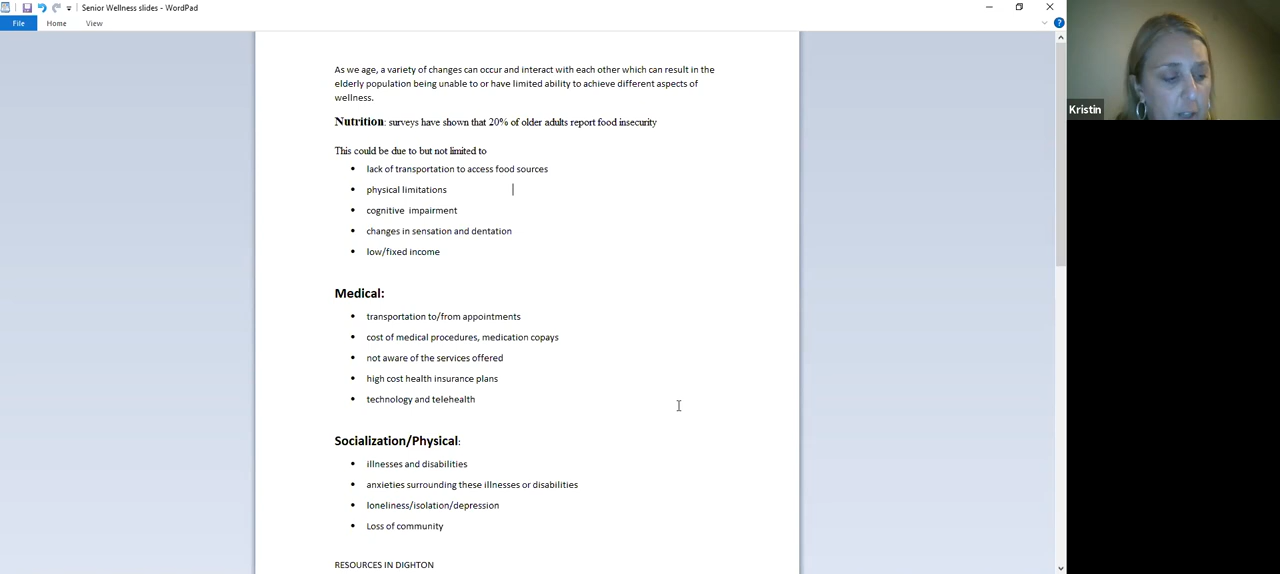 Senior Wellness slides - WordPad
File Home View
As we age, a variety of changes can occur and interact with each other which can result in the
elderly population being unable to or have limited ability to achieve different aspects of
wellness.
Nutrition: surveys have shown that 20% of older adults report food insecurity
This could be due to but not limited to
• lack of transportation to access food sources
• physical limitations
• cognitive  impairment
• changes in sensation and dentation
• low/fixed income
Medical:
• transportation to/from appointments
• cost of medical procedures, medication copays
• not aware of the services offered
• high cost health insurance plans
• technology and telehealth
Socialization/Physical:
• illnesses and disabilities
• anxieties surrounding these illnesses or disabilities
• loneliness/isolation/depression
• Loss of community
RESOURCES IN DIGHTON
Kristin